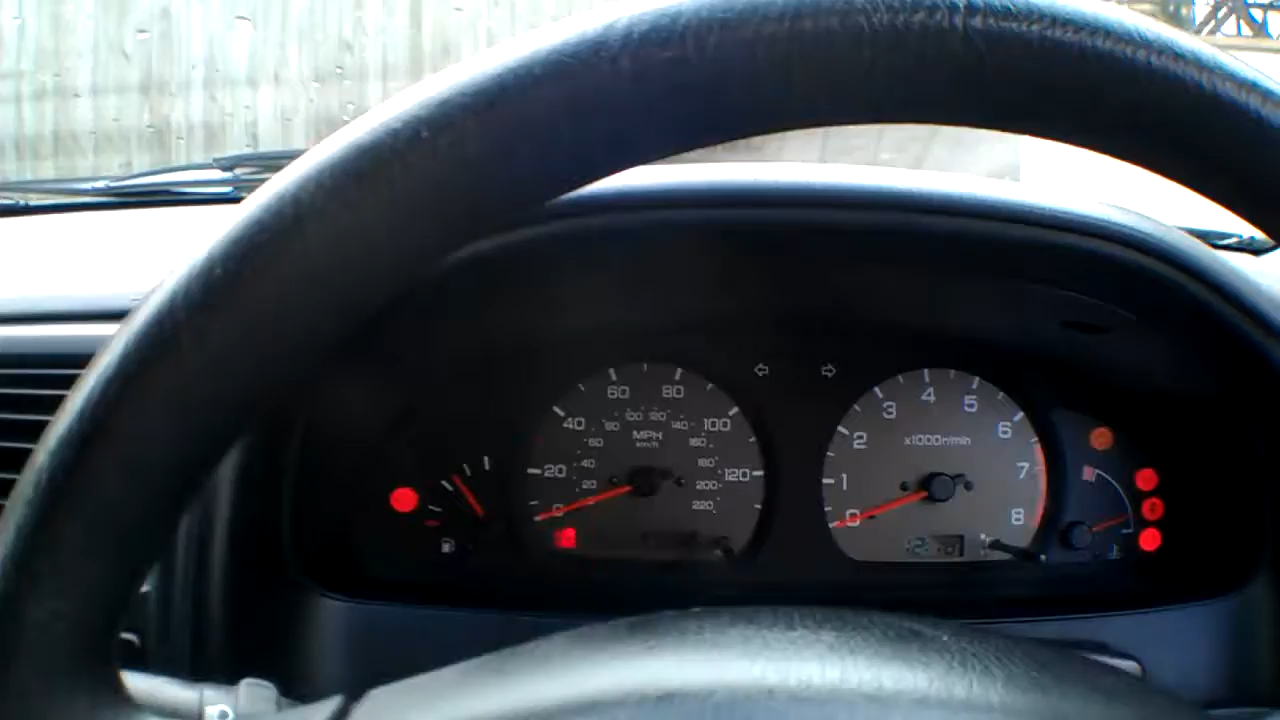 60 80
40 100
20 120
0
60 80 100 120 140 160
40 180
20 200
220
MPH
km/h
0 1 2 3 4 5 6 7 8
x1000r/min